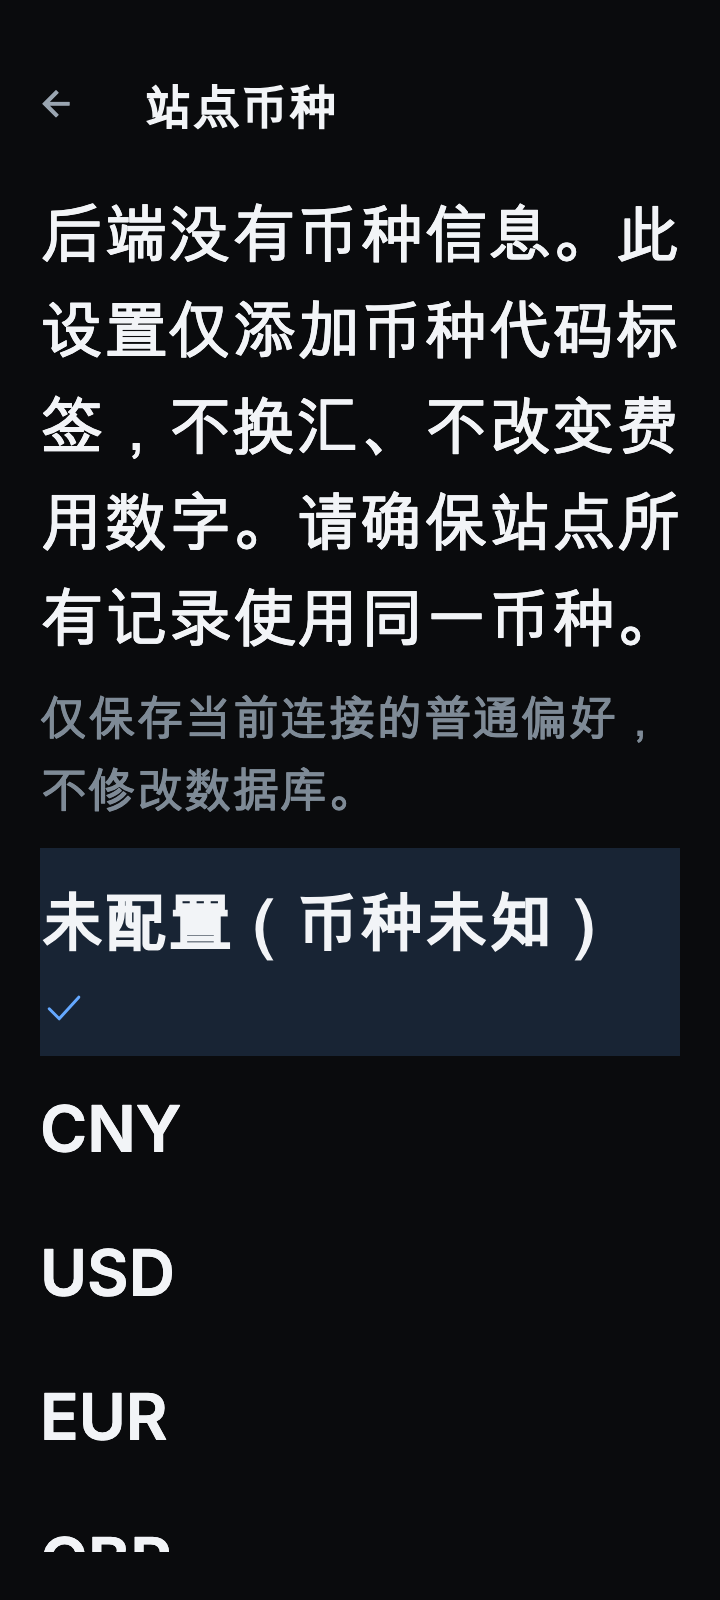 站点币种
后端没有币种信息。此
设置仅添加币种代码标
签，不换汇、不改变费
用数字。请确保站点所
有记录使用同一币种。
仅保存当前连接的普通偏好，
不修改数据库。
未配置（币种未知）
CNY
USD
EUR